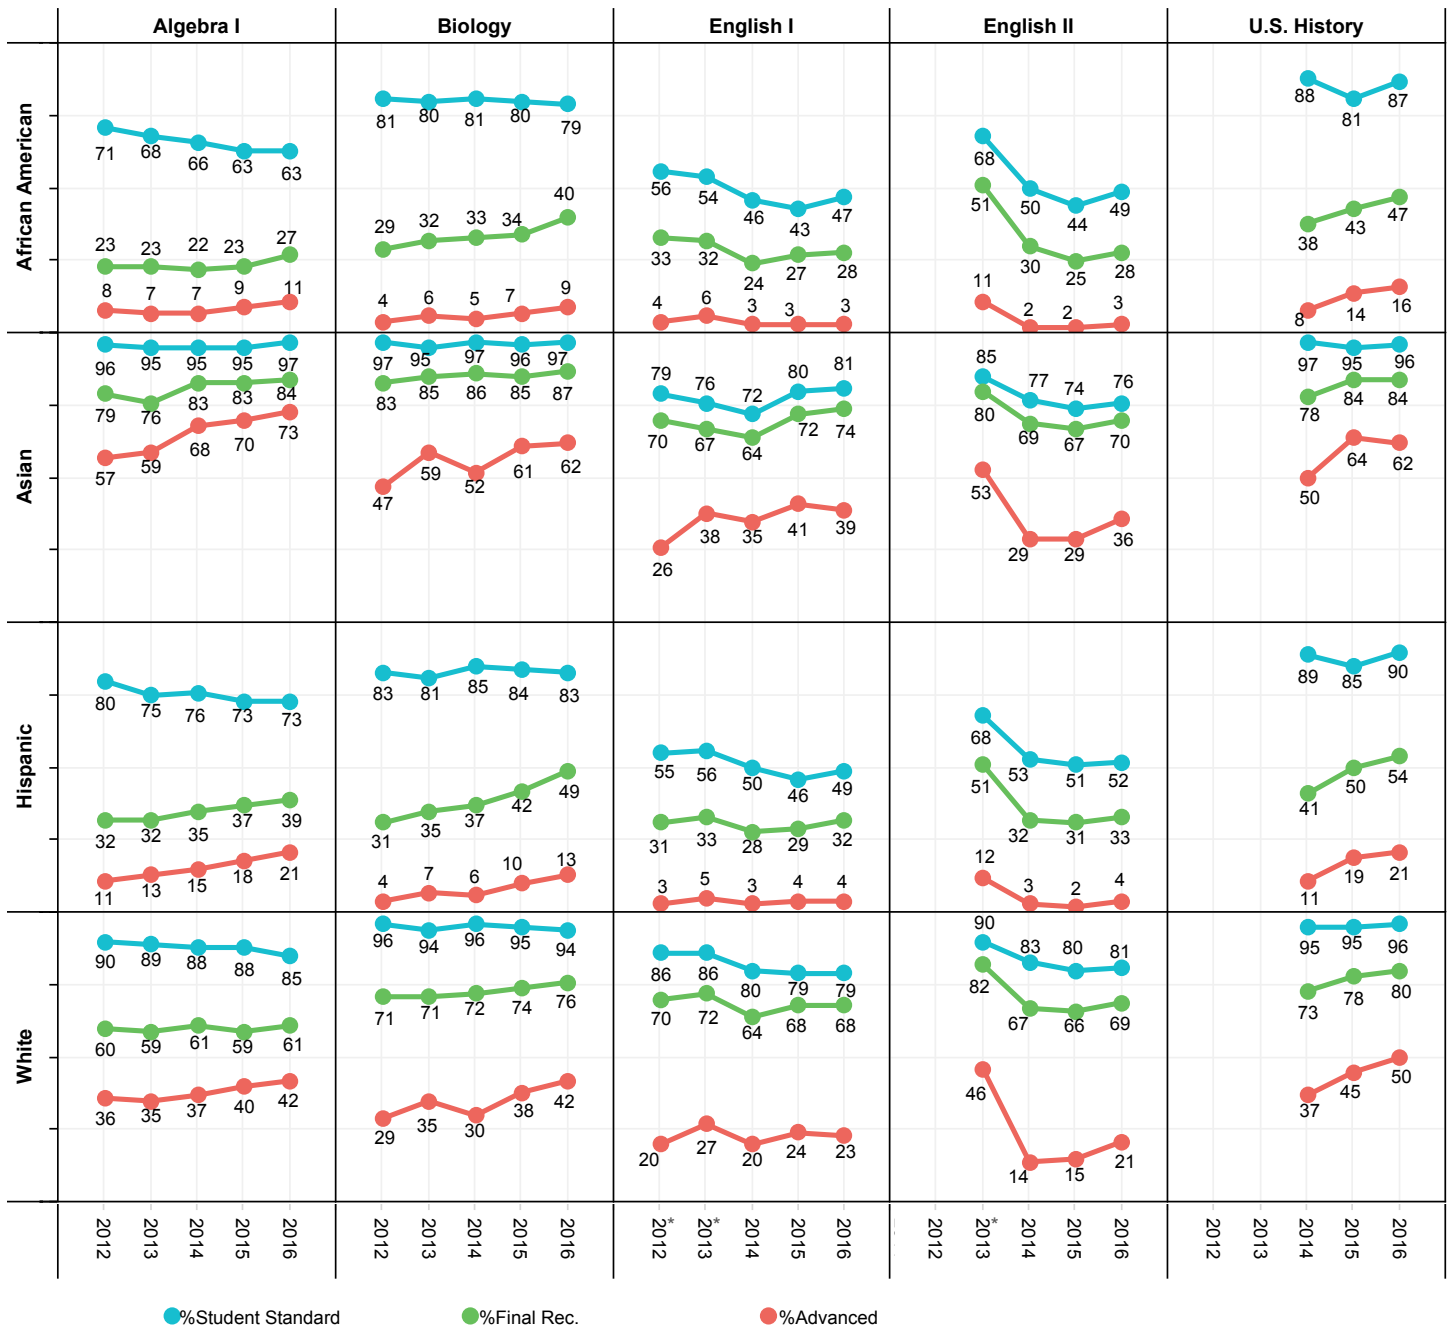 Algebra I Biology English I English II U.S. History
African American
71 68 66 63 63
23 23 22 23 27
8 7 7 9 11
81 80 81 80 79
29 32 33 34 40
4 6 5 7 9
56 54 46 43 47
33 32 24 27 28
4 6 3 3 3
68 50 44 49
51 30 25 28
11 2 2 3
88 81 87
38 43 47
8 14 16
Asian
96 95 95 95 97
79 76 83 83 84
57 59 68 70 73
97 95 97 96 97
83 85 86 85 87
47 59 52 61 62
79 76 72 80 81
70 67 64 72 74
26 38 35 41 39
85 77 74 76
80 69 67 70
53 29 29 36
97 95 96
78 84 84
50 64 62
Hispanic
80 75 76 73 73
32 32 35 37 39
11 13 15 18 21
83 81 85 84 83
31 35 37 42 49
4 7 6 10 13
55 56 50 46 49
31 33 28 29 32
3 5 3 4 4
68 53 51 52
51 32 31 33
12 3 2 4
89 85 90
41 50 54
11 19 21
White
90 89 88 88 85
60 59 61 59 61
36 35 37 40 42
96 94 96 95 94
71 71 72 74 76
29 35 30 38 42
86 86 80 79 79
70 72 64 68 68
20 27 20 24 23
90 83 80 81
82 67 66 69
46 14 15 21
95 95 96
73 78 80
37 45 50
2012 2013 2014 2015 2016 2012 2013 2014 2015 2016 2012* 2013* 2014 2015 2016 2012 2013* 2014 2015 2016 2012 2013 2014 2015 2016
%Student Standard %Final Rec. %Advanced